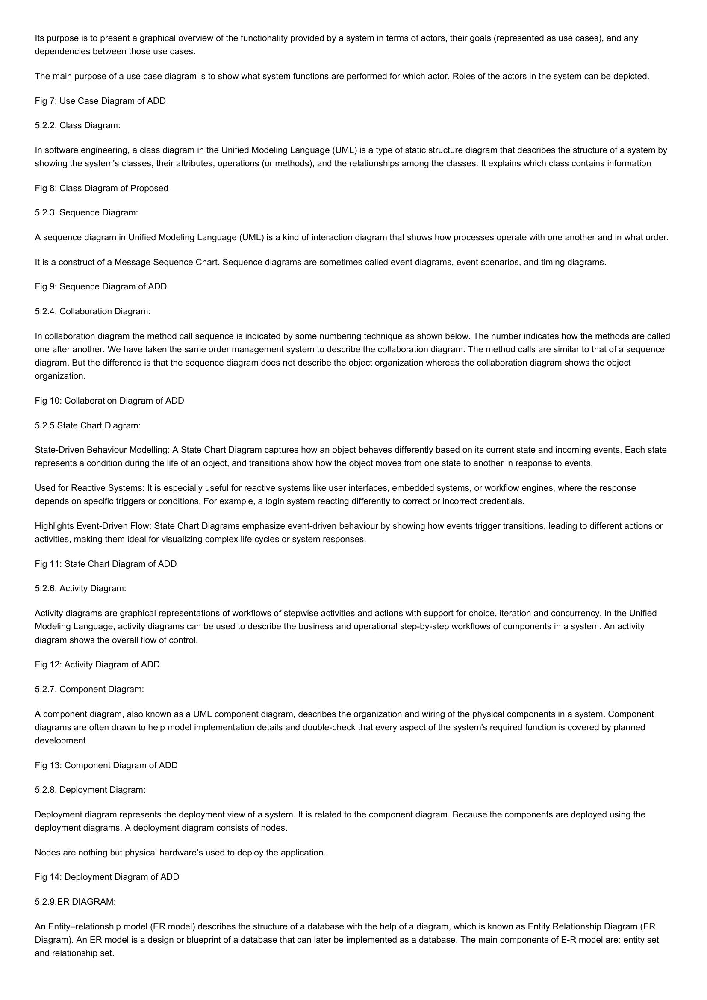 Its purpose is to present a graphical overview of the functionality provided by a system in terms of actors, their goals (represented as use cases), and any
dependencies between those use cases.
The main purpose of a use case diagram is to show what system functions are performed for which actor. Roles of the actors in the system can be depicted.
Fig 7: Use Case Diagram of ADD
5.2.2. Class Diagram:
In software engineering, a class diagram in the Unified Modeling Language (UML) is a type of static structure diagram that describes the structure of a system by
showing the system's classes, their attributes, operations (or methods), and the relationships among the classes. It explains which class contains information
Fig 8: Class Diagram of Proposed
5.2.3. Sequence Diagram:
A sequence diagram in Unified Modeling Language (UML) is a kind of interaction diagram that shows how processes operate with one another and in what order.
It is a construct of a Message Sequence Chart. Sequence diagrams are sometimes called event diagrams, event scenarios, and timing diagrams.
Fig 9: Sequence Diagram of ADD
5.2.4. Collaboration Diagram:
In collaboration diagram the method call sequence is indicated by some numbering technique as shown below. The number indicates how the methods are called
one after another. We have taken the same order management system to describe the collaboration diagram. The method calls are similar to that of a sequence
diagram. But the difference is that the sequence diagram does not describe the object organization whereas the collaboration diagram shows the object
organization.
Fig 10: Collaboration Diagram of ADD
5.2.5 State Chart Diagram:
State-Driven Behaviour Modelling: A State Chart Diagram captures how an object behaves differently based on its current state and incoming events. Each state
represents a condition during the life of an object, and transitions show how the object moves from one state to another in response to events.
Used for Reactive Systems: It is especially useful for reactive systems like user interfaces, embedded systems, or workflow engines, where the response
depends on specific triggers or conditions. For example, a login system reacting differently to correct or incorrect credentials.
Highlights Event-Driven Flow: State Chart Diagrams emphasize event-driven behaviour by showing how events trigger transitions, leading to different actions or
activities, making them ideal for visualizing complex life cycles or system responses.
Fig 11: State Chart Diagram of ADD
5.2.6. Activity Diagram:
Activity diagrams are graphical representations of workflows of stepwise activities and actions with support for choice, iteration and concurrency. In the Unified
Modeling Language, activity diagrams can be used to describe the business and operational step-by-step workflows of components in a system. An activity
diagram shows the overall flow of control.
Fig 12: Activity Diagram of ADD
5.2.7. Component Diagram:
A component diagram, also known as a UML component diagram, describes the organization and wiring of the physical components in a system. Component
diagrams are often drawn to help model implementation details and double-check that every aspect of the system's required function is covered by planned
development
Fig 13: Component Diagram of ADD
5.2.8. Deployment Diagram:
Deployment diagram represents the deployment view of a system. It is related to the component diagram. Because the components are deployed using the
deployment diagrams. A deployment diagram consists of nodes.
Nodes are nothing but physical hardware’s used to deploy the application.
Fig 14: Deployment Diagram of ADD
5.2.9.ER DIAGRAM:
An Entity–relationship model (ER model) describes the structure of a database with the help of a diagram, which is known as Entity Relationship Diagram (ER
Diagram). An ER model is a design or blueprint of a database that can later be implemented as a database. The main components of E-R model are: entity set
and relationship set.